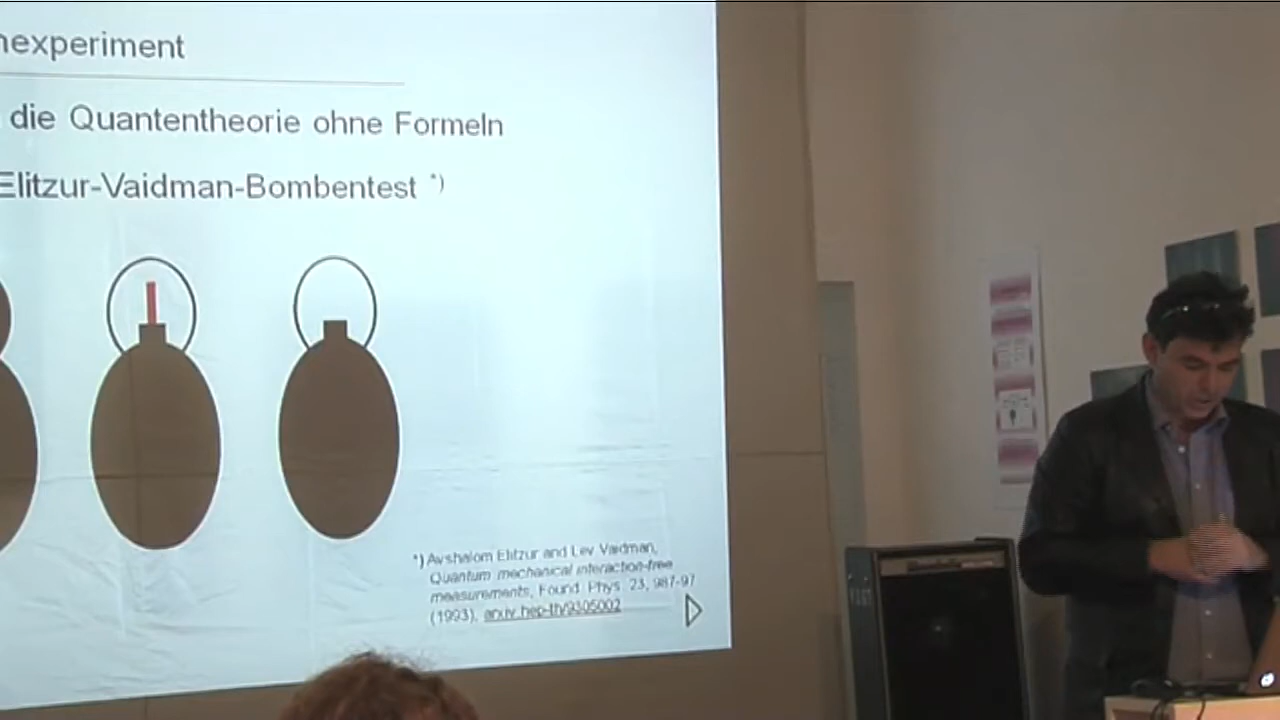 nexperiment
die Quantentheorie ohne Formeln
Elitzur-Vaidman-Bombentest *)
*) Avshalom Elitzur and Lev Vaidman,
Quantum mechanical interaction-free
measurements, Found. Phys. 23, 987-97
(1993), arxiv:hep-th/9305002